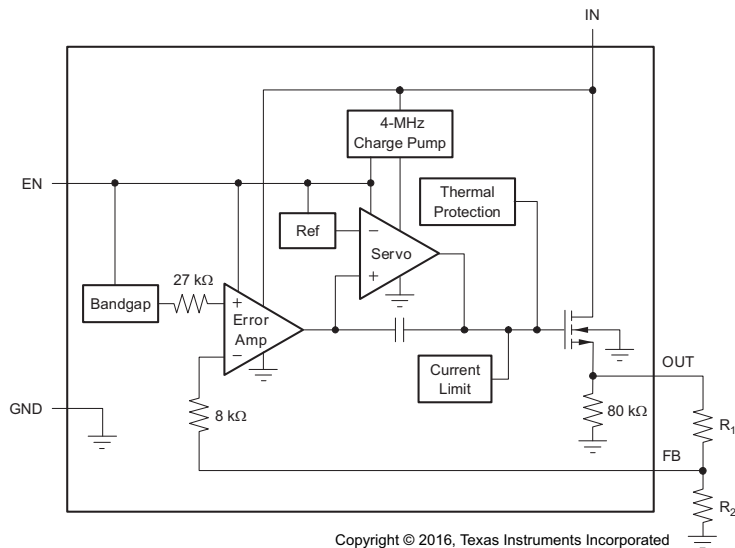 IN
4-MHz
Charge Pump
EN
Thermal
Protection
Ref
−
Servo
+
27 kΩ
Bandgap
+
Error
Amp
−
Current
Limit
OUT
GND
8 kΩ
80 kΩ
R1
FB
R2
Copyright © 2016, Texas Instruments Incorporated